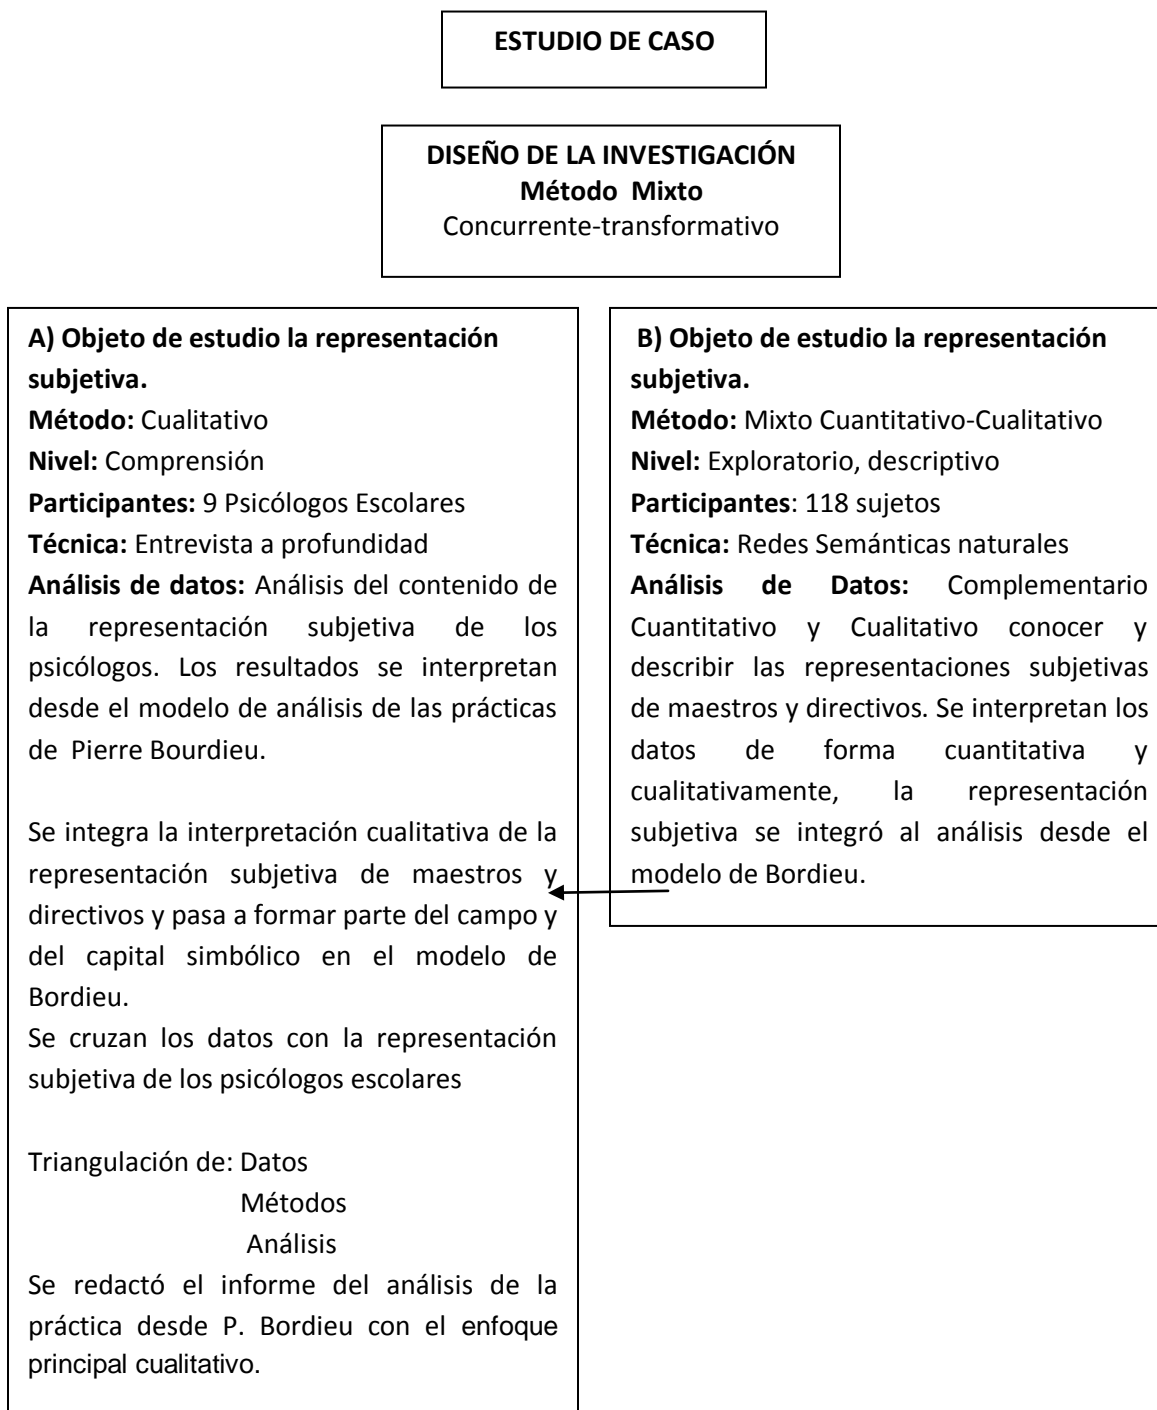 ESTUDIO DE CASO
DISEÑO DE LA INVESTIGACIÓN
Método Mixto
Concurrente-transformativo
A) Objeto de estudio la representación
subjetiva.
Método: Cualitativo
Nivel: Comprensión
Participantes: 9 Psicólogos Escolares
Técnica: Entrevista a profundidad
Análisis de datos: Análisis del contenido de
la representación subjetiva de los
psicólogos. Los resultados se interpretan
desde el modelo de análisis de las prácticas
de Pierre Bourdieu.
Se integra la interpretación cualitativa de la
representación subjetiva de maestros y
directivos y pasa a formar parte del campo y
del capital simbólico en el modelo de
Bordieu.
Se cruzan los datos con la representación
subjetiva de los psicólogos escolares
Triangulación de: Datos
Métodos
Análisis
Se redactó el informe del análisis de la
práctica desde P. Bordieu con el enfoque
principal cualitativo.
B) Objeto de estudio la representación
subjetiva.
Método: Mixto Cuantitativo-Cualitativo
Nivel: Exploratorio, descriptivo
Participantes: 118 sujetos
Técnica: Redes Semánticas naturales
Análisis de Datos: Complementario
Cuantitativo y Cualitativo conocer y
describir las representaciones subjetivas
de maestros y directivos. Se interpretan los
datos de forma cuantitativa y
cualitativamente, la representación
subjetiva se integró al análisis desde el
modelo de Bordieu.